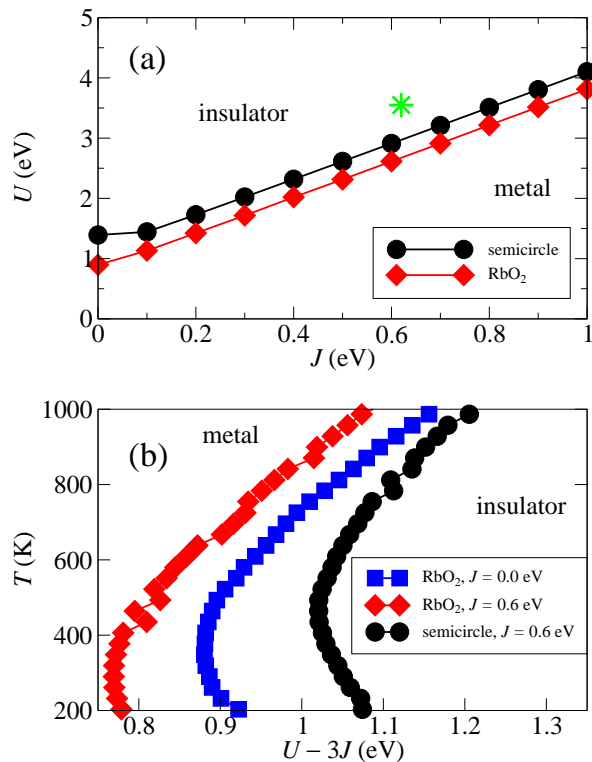 (a)
insulator
metal
U (eV)
5
4
3
2
1
0
semicircle
RbO₂
0 0.2 0.4 0.6 0.8 1
J (eV)
(b)
metal
insulator
T (K)
1000
800
600
400
200
RbO₂, J = 0.0 eV
RbO₂, J = 0.6 eV
semicircle, J = 0.6 eV
0.8 0.9 1 1.1 1.2 1.3
U − 3J (eV)